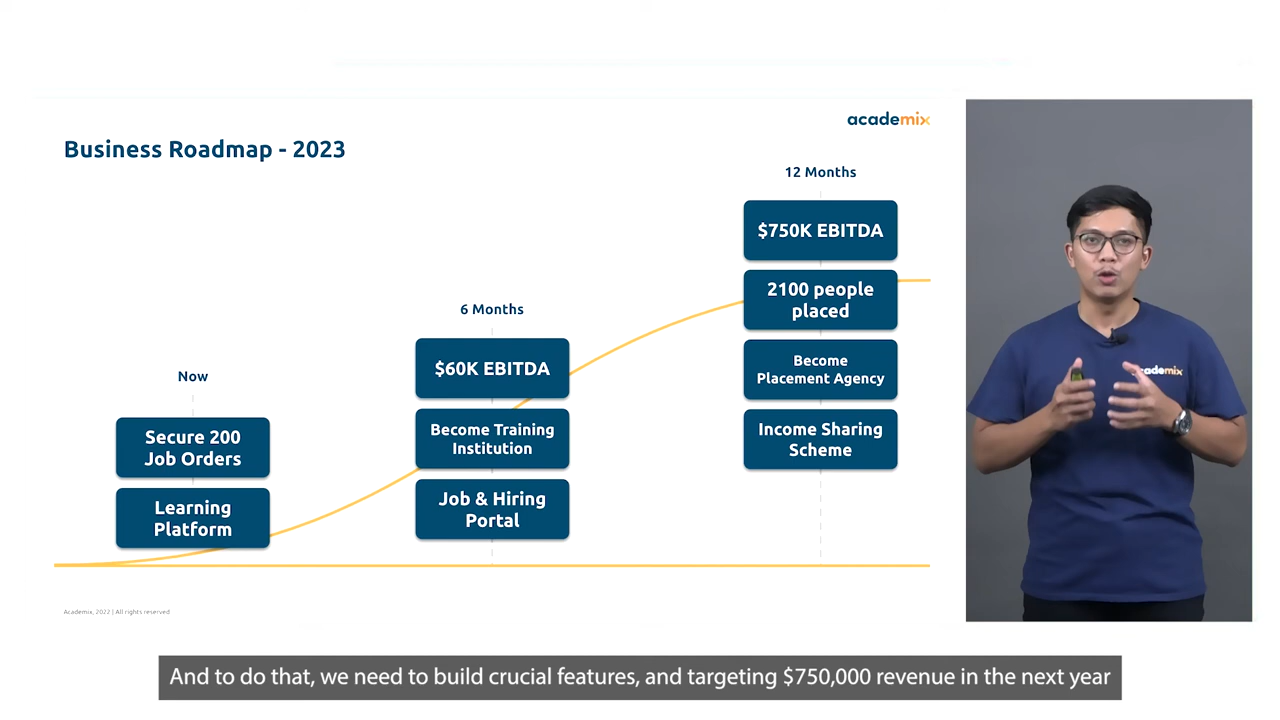 academix
Business Roadmap - 2023
12 Months
$750K EBITDA
2100 people
placed
Become
Placement Agency
Income Sharing
Scheme
6 Months
$60K EBITDA
Become Training
Institution
Job & Hiring
Portal
Now
Secure 200
Job Orders
Learning
Platform
academix
Academix, 2022 | All rights reserved
And to do that, we need to build crucial features, and targeting $750,000 revenue in the next year